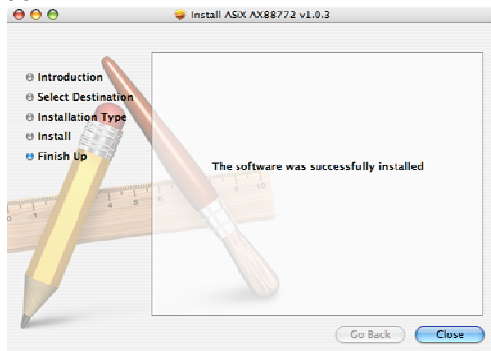 Install ASIX AX88772 v1.0.3
Introduction
Select Destination
Installation Type
Install
Finish Up
The software was successfully installed
Go Back
Close